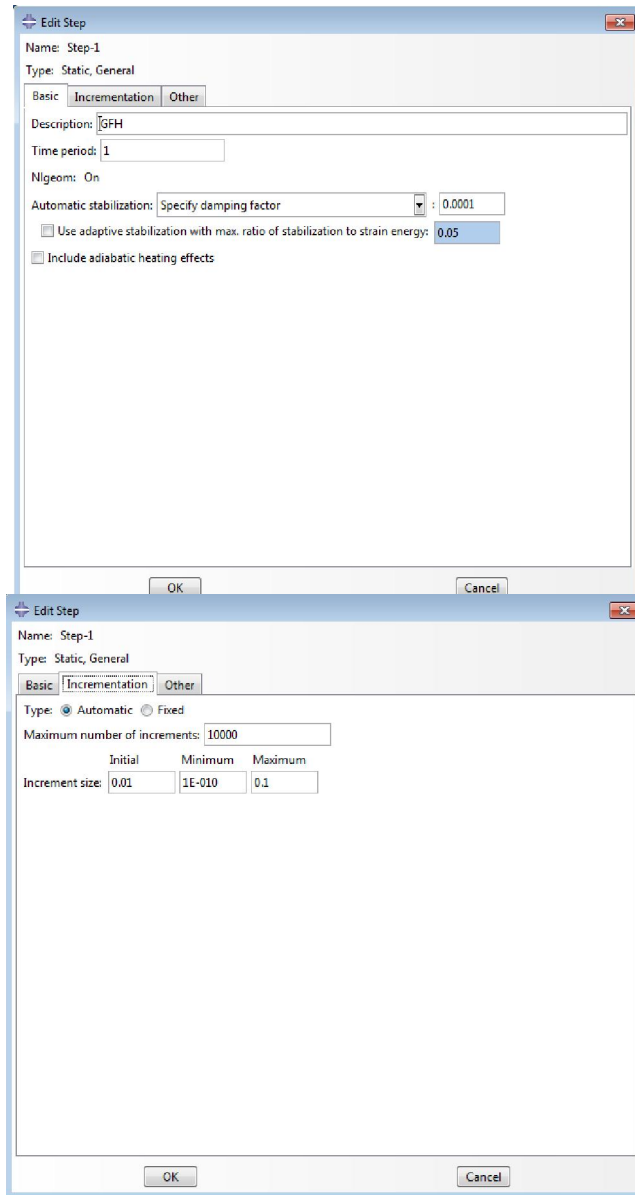 Edit Step
Name: Step-1
Type: Static, General
Basic Incrementation Other
Description: GFH
Time period: 1
Nlgeom: On
Automatic stabilization: Specify damping factor : 0.0001
Use adaptive stabilization with max. ratio of stabilization to strain energy: 0.05
Include adiabatic heating effects
OK Cancel
Edit Step
Name: Step-1
Type: Static, General
Basic Incrementation Other
Type: Automatic Fixed
Maximum number of increments: 10000
Initial Minimum Maximum
Increment size: 0.01 1E-010 0.1
OK Cancel